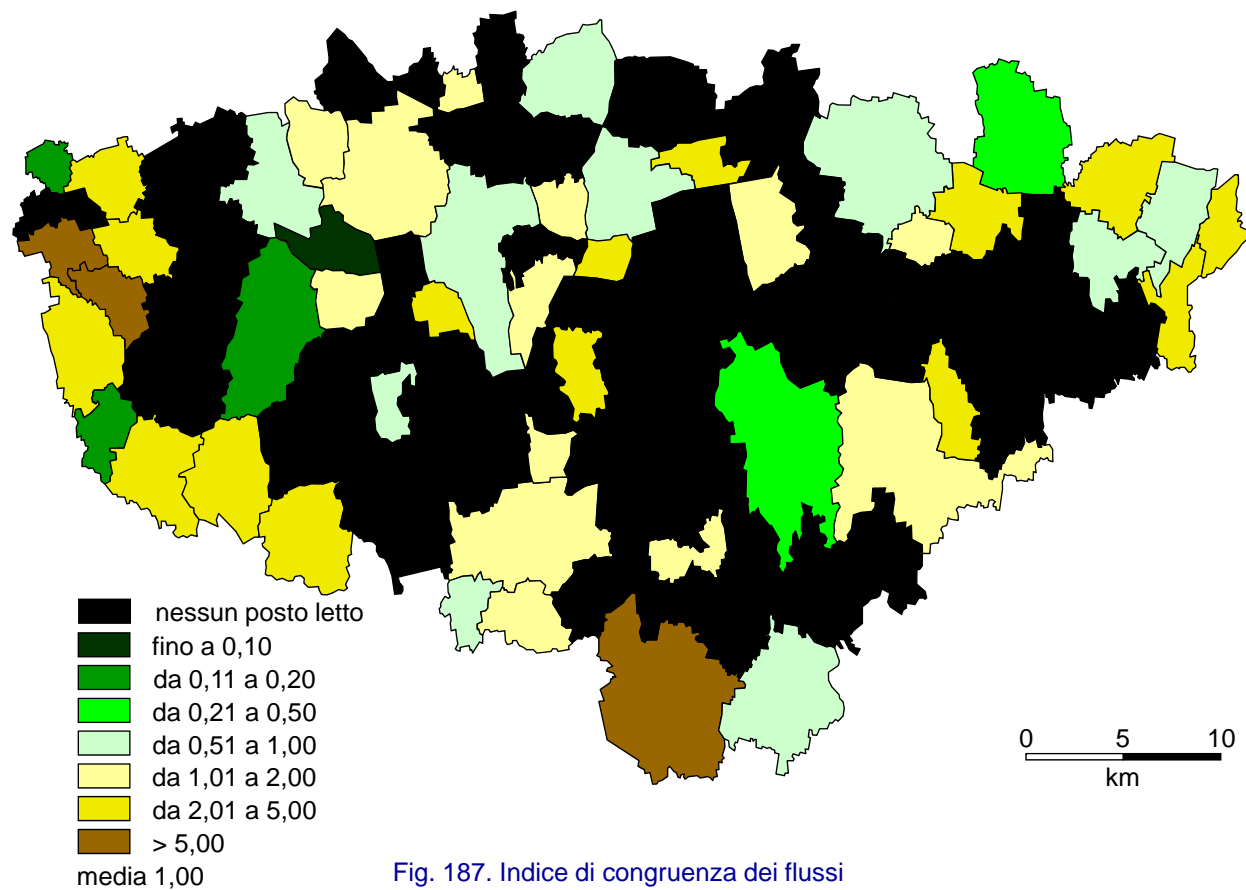 nessun posto letto
fino a 0,10
da 0,11 a 0,20
da 0,21 a 0,50
da 0,51 a 1,00
da 1,01 a 2,00
da 2,01 a 5,00
> 5,00
media 1,00
0 5 10
km
Fig. 187. Indice di congruenza dei flussi